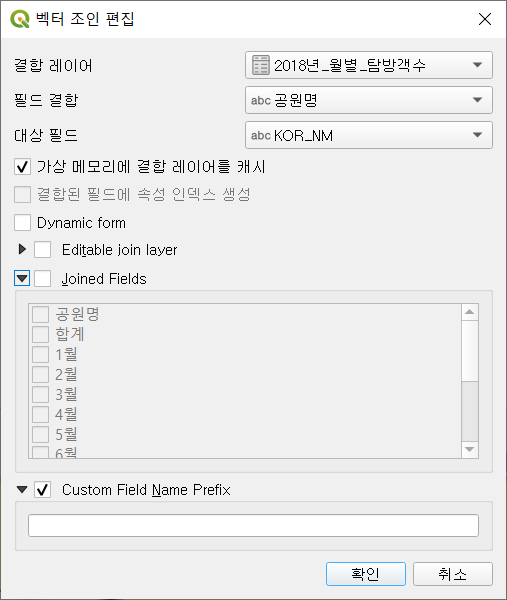 벡터 조인 편집
결합 레이어 2018년_월별_탐방객수
필드 결합 abc 공원명
대상 필드 abc KOR_NM
가상 메모리에 결합 레이어를 캐시
결합된 필드에 속성 인덱스 생성
Dynamic form
Editable join layer
Joined Fields
공원명
합계
1월
2월
3월
4월
5월
6월
Custom Field Name Prefix
확인 취소